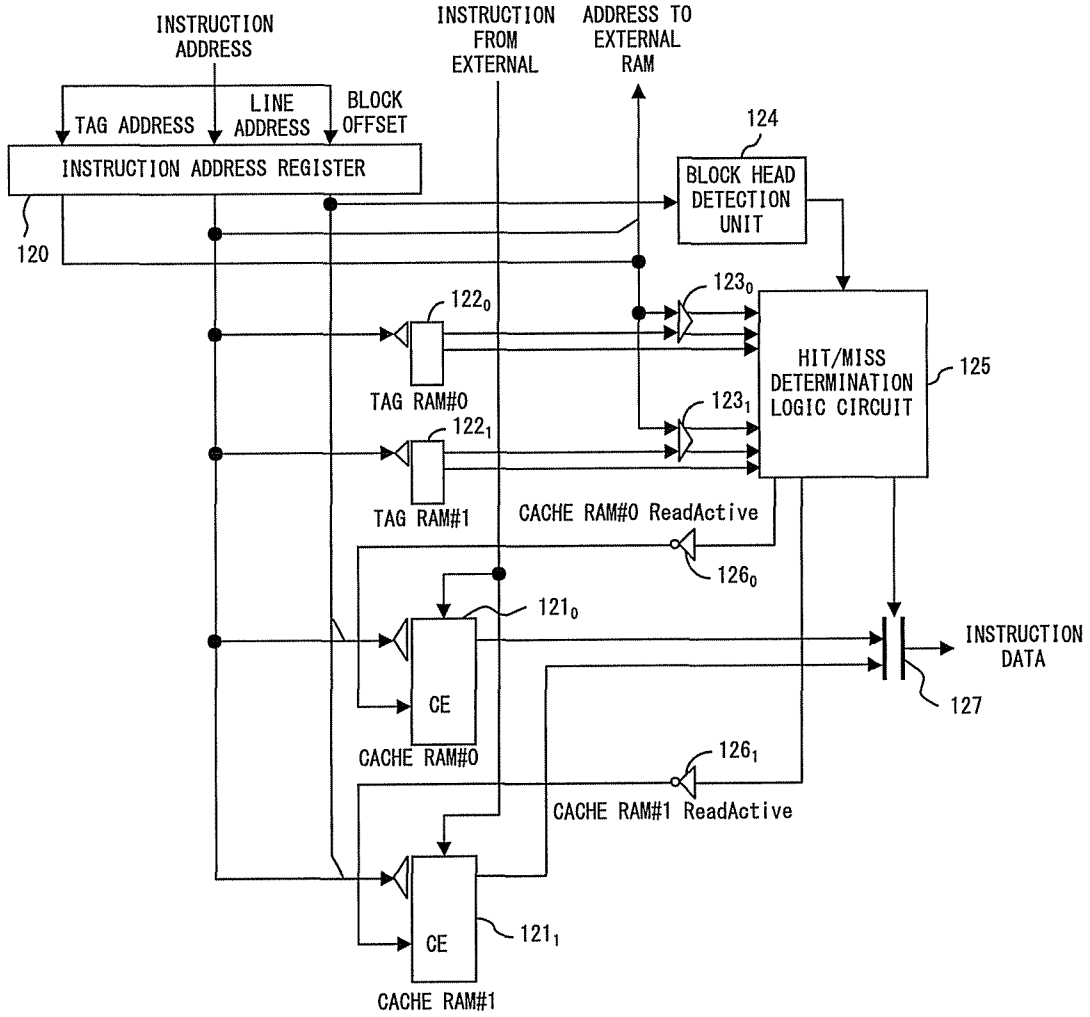 INSTRUCTION
ADDRESS
INSTRUCTION
FROM
EXTERNAL
ADDRESS TO
EXTERNAL
RAM
TAG ADDRESS
LINE
ADDRESS
BLOCK
OFFSET
INSTRUCTION ADDRESS REGISTER
120
124
BLOCK HEAD
DETECTION
UNIT
122₀
TAG RAM#0
123₀
HIT/MISS
DETERMINATION
LOGIC CIRCUIT
125
122₁
TAG RAM#1
123₁
CACHE RAM#0 ReadActive
126₀
121₀
CE
CACHE RAM#0
INSTRUCTION
DATA
127
126₁
CACHE RAM#1 ReadActive
CE
121₁
CACHE RAM#1